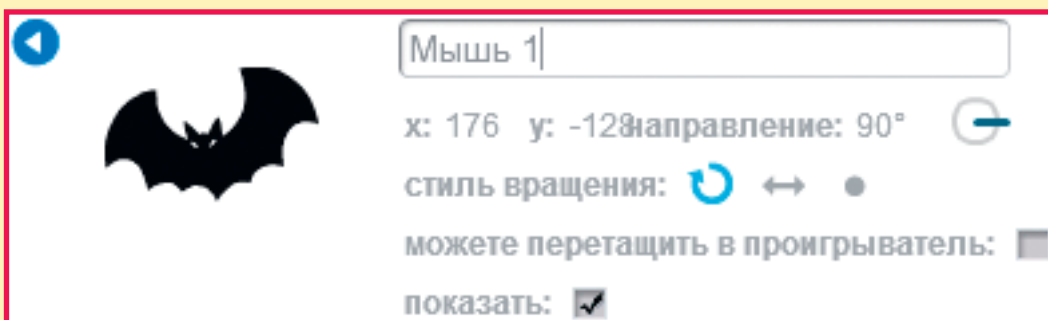 Мышь 1
x: 176 y: -128 направление: 90°
стиль вращения:
можете перетащить в проигрыватель:
показать: